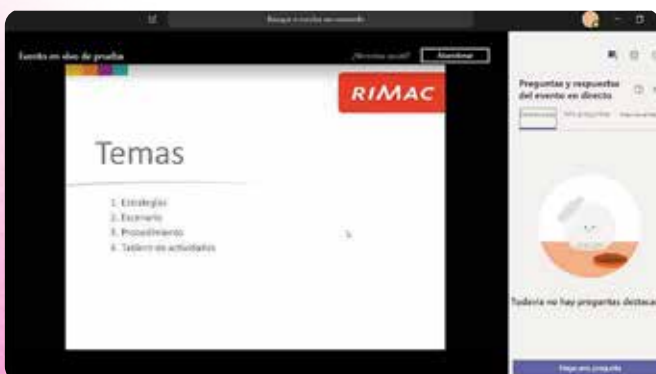 Evento en vivo de prueba
Abandonar
RIMAC
Temas
1. Estrategias
2. Escenario
3. Procedimiento
4. Tablero de actividades
Preguntas y respuestas
del evento en directo
Todavía no hay preguntas destaca
Haga una pregunta